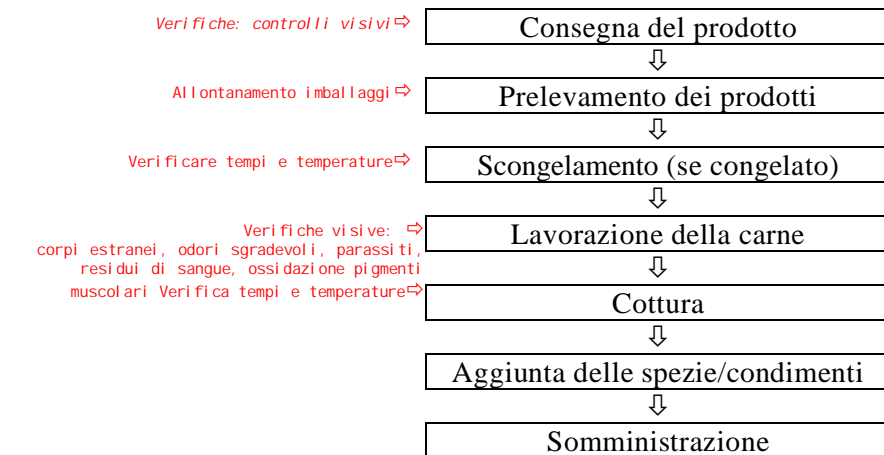 Verifiche: controlli visivi⇨ Consegna del prodotto
⇩
Allontanamento imballaggi⇨ Prelevamento dei prodotti
⇩
Verificare tempi e temperature⇨ Scongelamento (se congelato)
⇩
Verifiche visive: ⇨ Lavorazione della carne
corpi estranei, odori sgradevoli, parassiti,
residui di sangue, ossidazione pigmenti
⇩
muscolari Verifica tempi e temperature⇨ Cottura
⇩
Aggiunta delle spezie/condimenti
⇩
Somministrazione